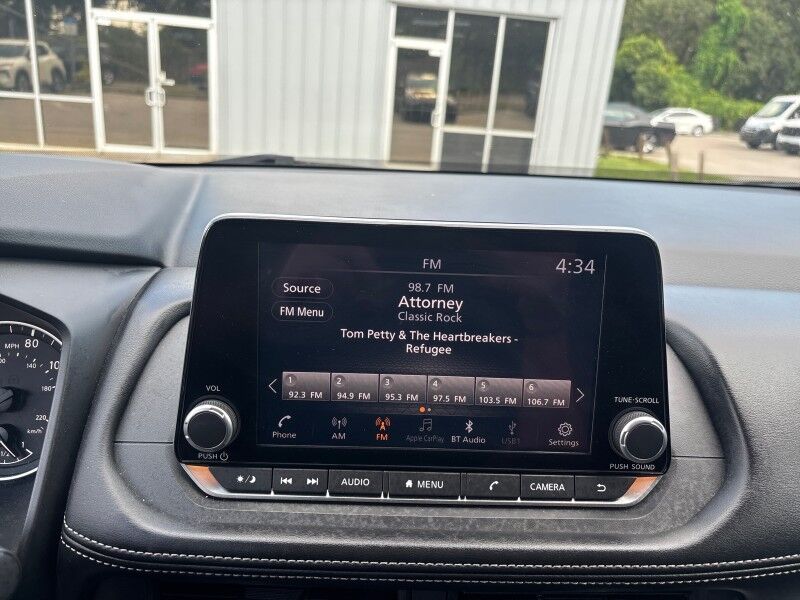 FM
4:34
98.7 FM
Source
Attorney
Classic Rock
FM Menu
Tom Petty & The Heartbreakers -
Refugee
1 2 3 4 5 6
92.3 FM 94.9 FM 95.3 FM 97.5 FM 103.5 FM 106.7 FM
Phone AM FM Apple CarPlay BT Audio USB1 Settings
VOL
PUSH
TUNE·SCROLL
PUSH SOUND
AUDIO MENU CAMERA
MPH 80
100 140 160
180
220
km/h
1/2